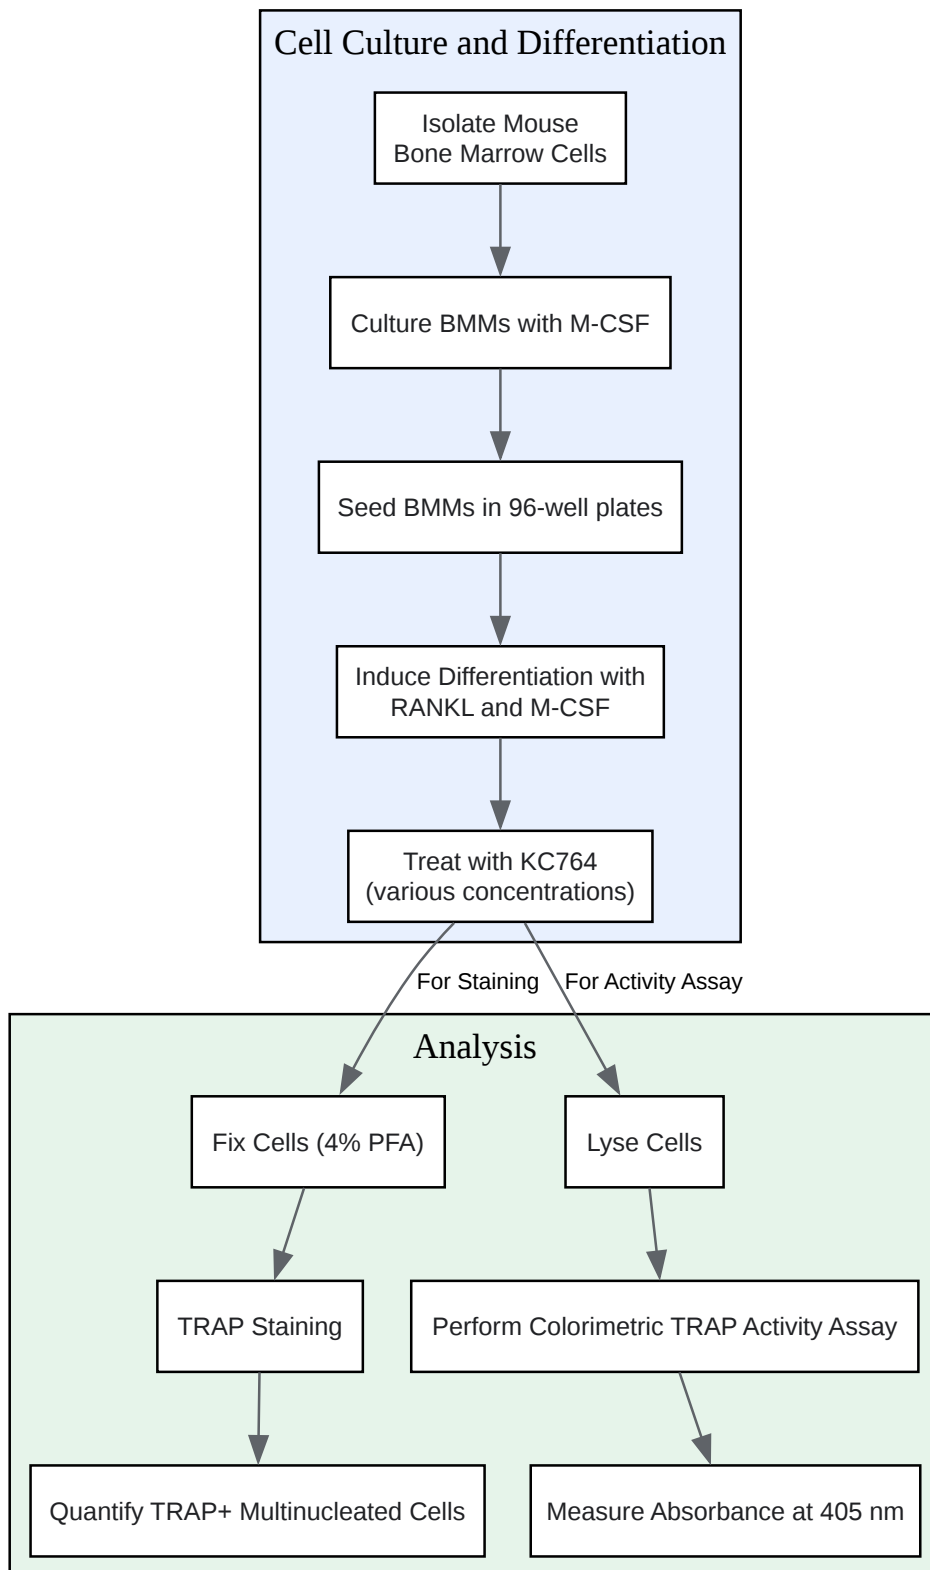 Cell Culture and Differentiation
Isolate Mouse
Bone Marrow Cells
Culture BMMs with M-CSF
Seed BMMs in 96-well plates
Induce Differentiation with
RANKL and M-CSF
Treat with KC764
(various concentrations)
For Staining
For Activity Assay
Analysis
Fix Cells (4% PFA)
Lyse Cells
TRAP Staining
Perform Colorimetric TRAP Activity Assay
Quantify TRAP+ Multinucleated Cells
Measure Absorbance at 405 nm